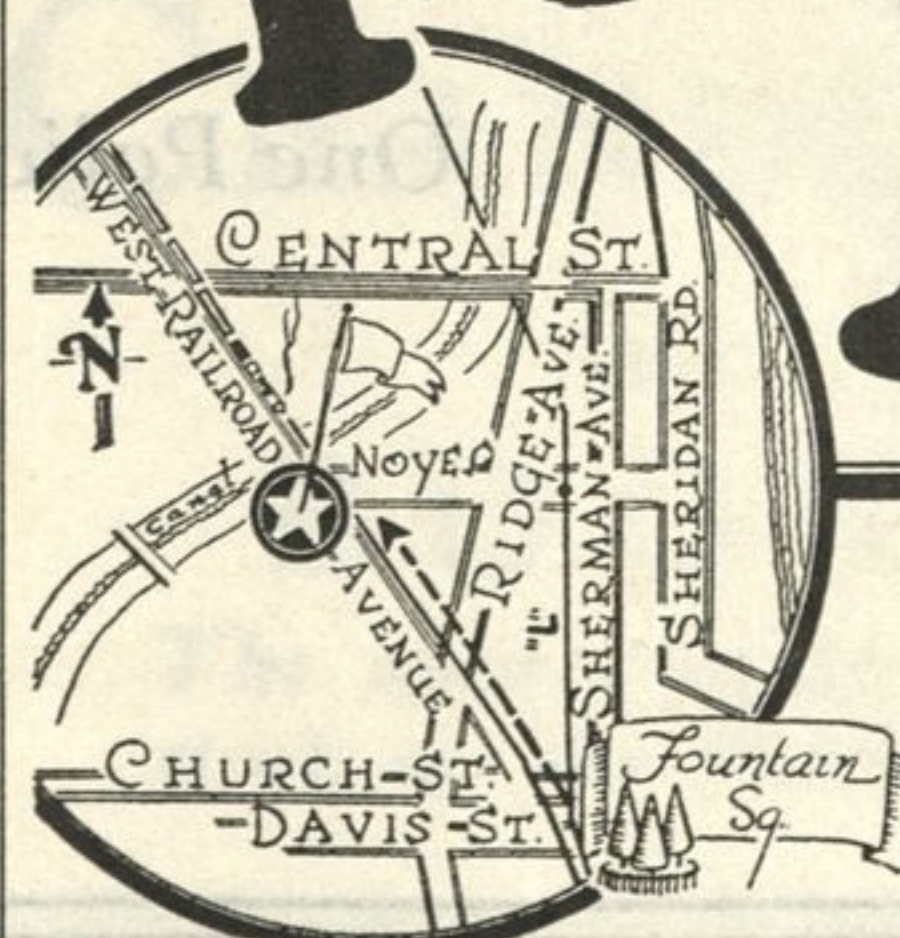 CENTRAL ST.
WEST-RAILROAD
AVENUE
N
NOYES
RIDGE-AVE.
SHERMAN-AVE.
SHERIDAN RD.
Canal
"L"
CHURCH-ST.
DAVIS-ST.
Fountain
Sq.